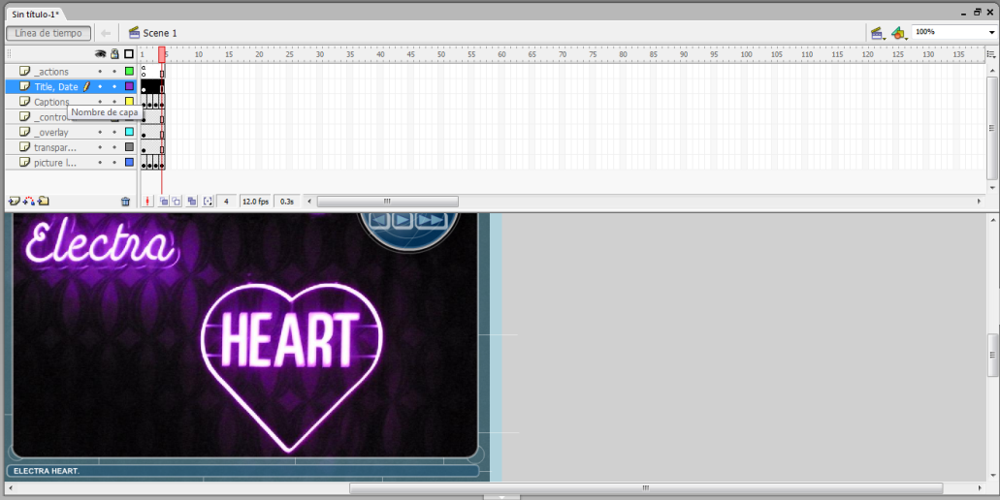 Sin título-1*
Línea de tiempo
Scene 1
100%
1 5 10 15 20 25 30 35 40 45 50 55 60 65 70 75 80 85 90 95 100 105 110 115 120 125 130 135
_actions
Title, Date
Captions
Nombre de capa
_contro
_overlay
transpar...
picture l...
4 12.0 fps 0.3s
Electra
HEART
ELECTRA HEART.